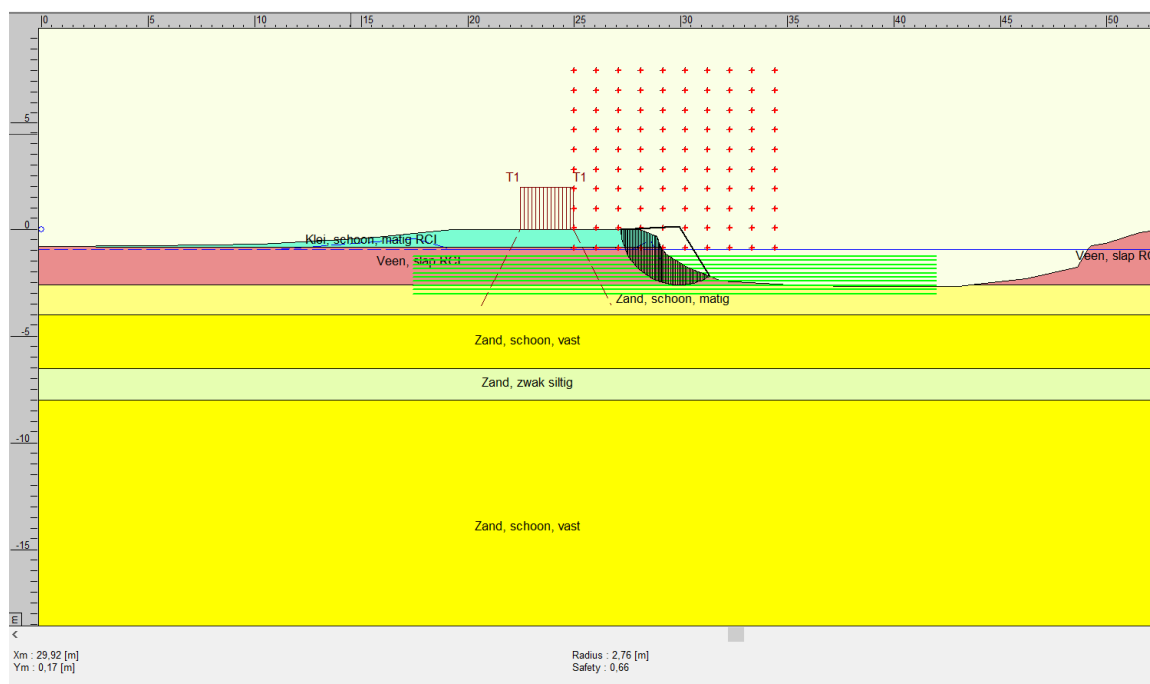 0 5 10 15 20 25 30 35 40 45 50
5
T1 T1
0
Klei, schoon, matig RCI
Veen, slap RCI
Veen, slap RC
Zand, schoon, matig
-5
Zand, schoon, vast
Zand, zwak siltig
-10
Zand, schoon, vast
-15
E
Xm : 29,92 [m]
Ym : 0,17 [m]
Radius : 2,76 [m]
Safety : 0,66